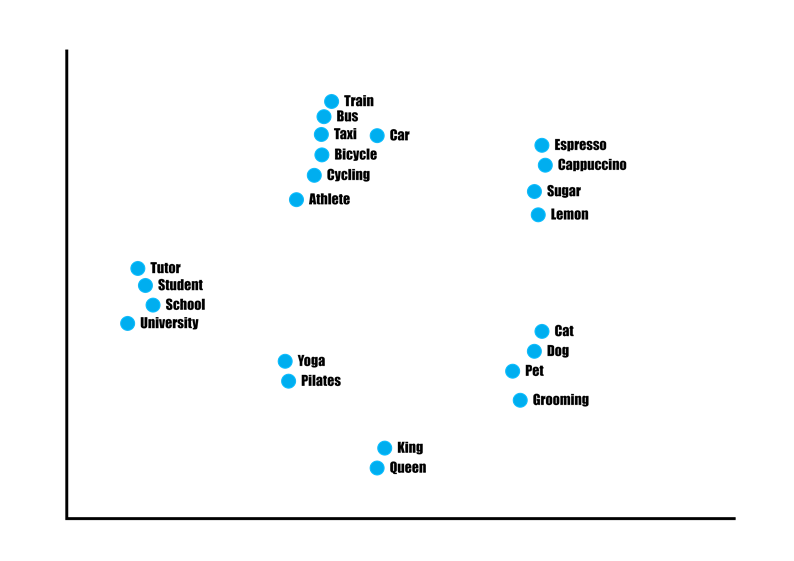 Train
Bus
Taxi
Car
Bicycle
Cycling
Athlete
Espresso
Cappuccino
Sugar
Lemon
Tutor
Student
School
University
Yoga
Pilates
Cat
Dog
Pet
Grooming
King
Queen